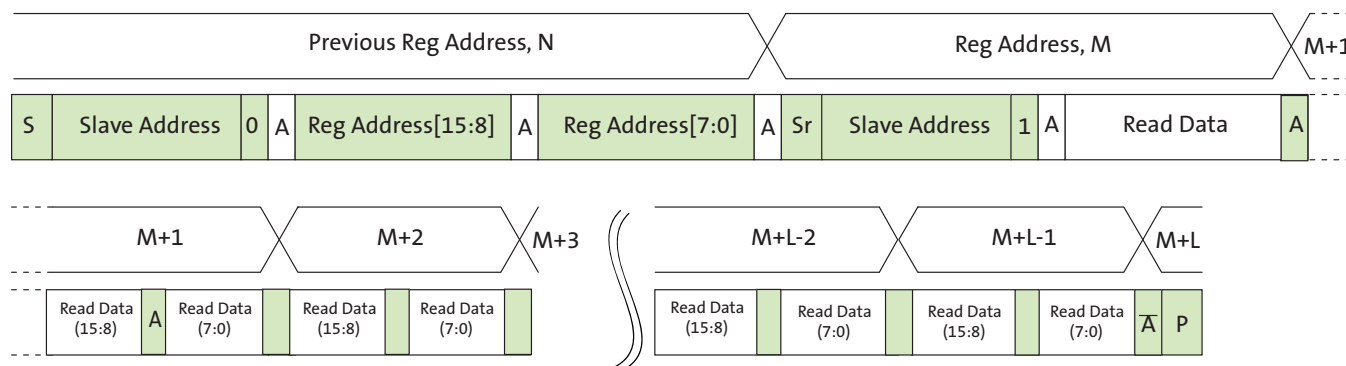 Previous Reg Address, N Reg Address, M M+1
S Slave Address 0 A Reg Address[15:8] A Reg Address[7:0] A Sr Slave Address 1 A Read Data A
M+1 M+2 M+3 M+L-2 M+L-1 M+L
Read Data Read Data Read Data Read Data Read Data Read Data Read Data Read Data
(15:8) A (7:0) (15:8) (7:0) (15:8) (7:0) (15:8) (7:0) A̅ P